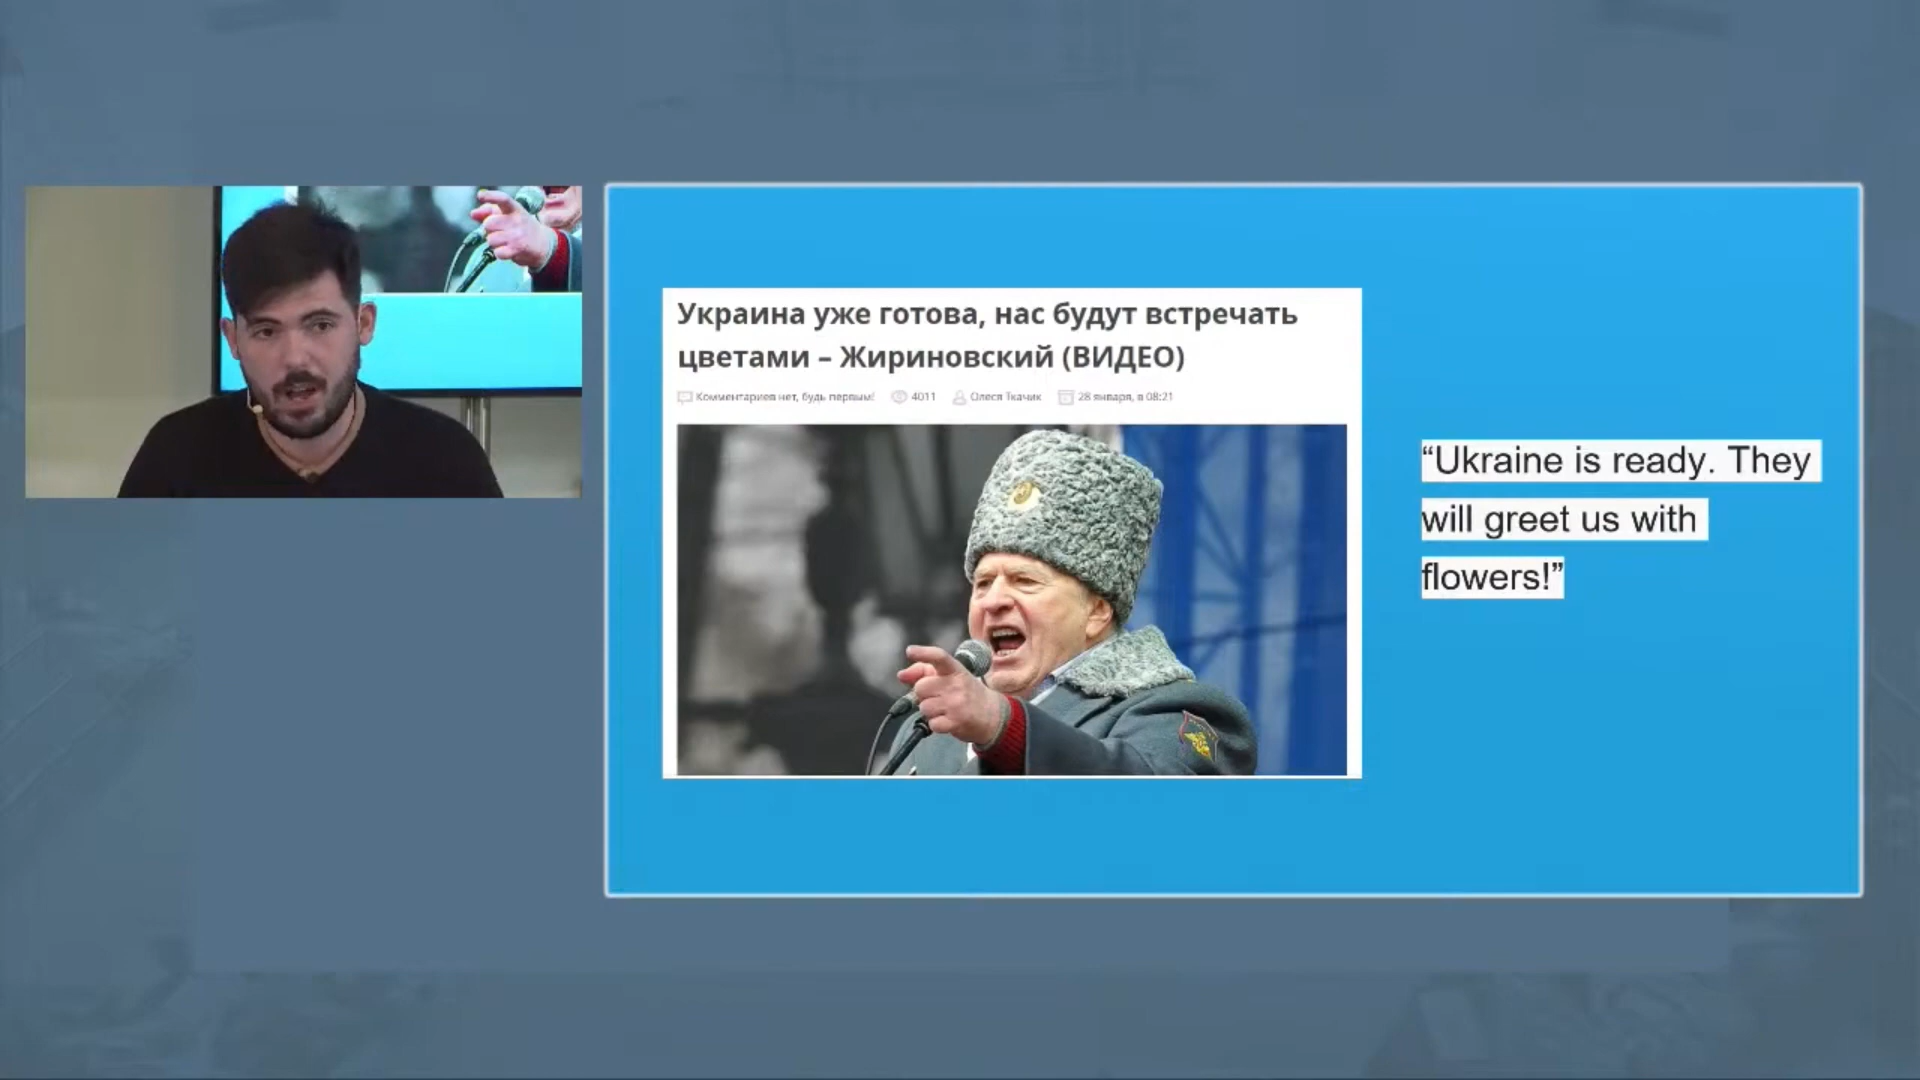 Украина уже готова, нас будут встречать
цветами – Жириновский (ВИДЕО)
Комментариев нет, будь первым! 4011 Олеся Ткачик 28 января, в 08:21
“Ukraine is ready. They
will greet us with
flowers!”